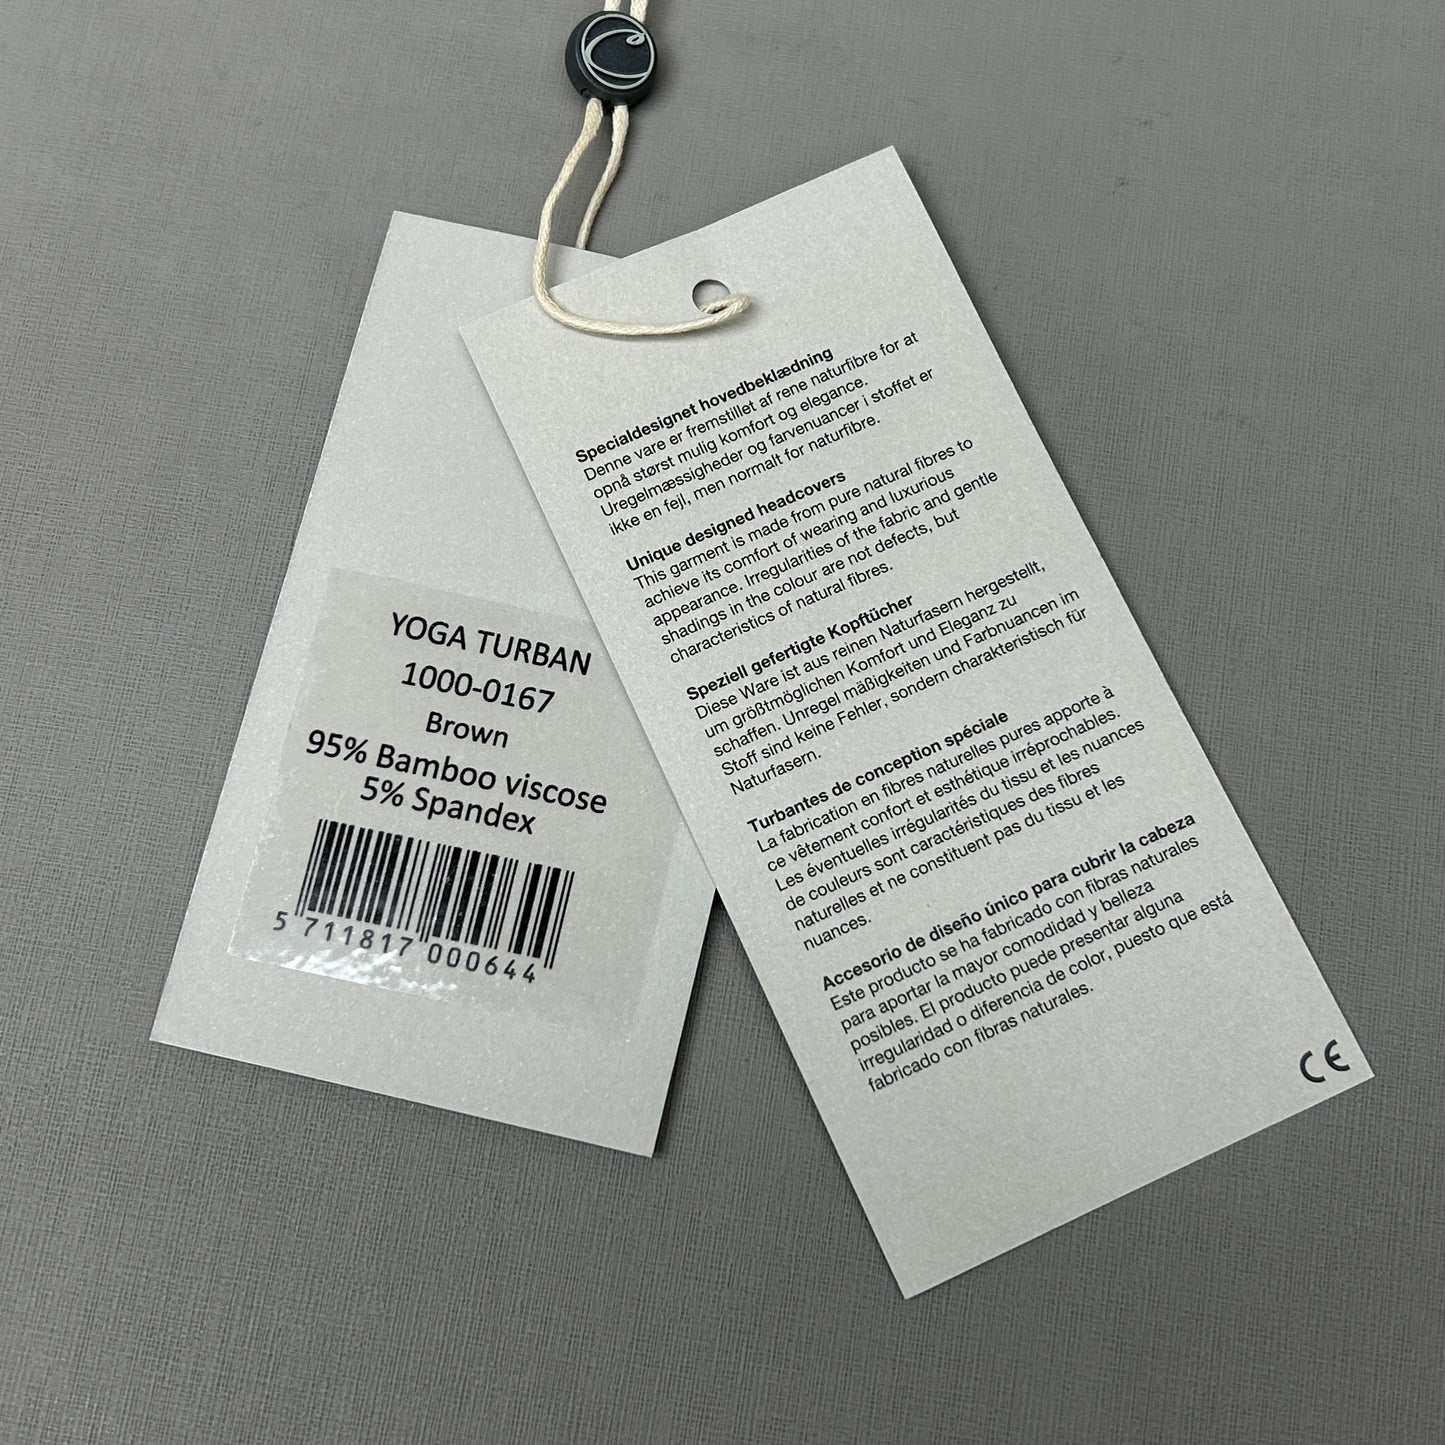 YOGA TURBAN
1000-0167
Brown
95% Bamboo viscose
5% Spandex
5 711817 000644
Specialdesignet hovedbeklædning
Denne vare er fremstillet af rene naturfibre for at
opnå størst mulig komfort og elegance.
Uregelmæssigheder og farvenuancer i stoffet er
ikke en fejl, men normalt for naturfibre.
Unique designed headcovers
This garment is made from pure natural fibres to
achieve its comfort of wearing and luxurious
appearance. Irregularities of the fabric and gentle
shadings in the colour are not defects, but
characteristics of natural fibres.
Speziell gefertigte Kopftücher
Diese Ware ist aus reinen Naturfasern hergestellt,
um größtmöglichen Komfort und Eleganz zu
schaffen. Unregel mäßigkeiten und Farbnuancen im
Stoff sind keine Fehler, sondern charakteristisch für
Naturfasern.
Turbantes de conception spéciale
La fabrication en fibres naturelles pures apporte à
ce vêtement confort et esthétique irréprochables.
Les éventuelles irrégularités du tissu et les nuances
de couleurs sont caractéristiques des fibres
naturelles et ne constituent pas du tissu et les
nuances.
Accesorio de diseño único para cubrir la cabeza
Este producto se ha fabricado con fibras naturales
para aportar la mayor comodidad y belleza
posibles. El producto puede presentar alguna
irregularidad o diferencia de color, puesto que está
fabricado con fibras naturales.
CE